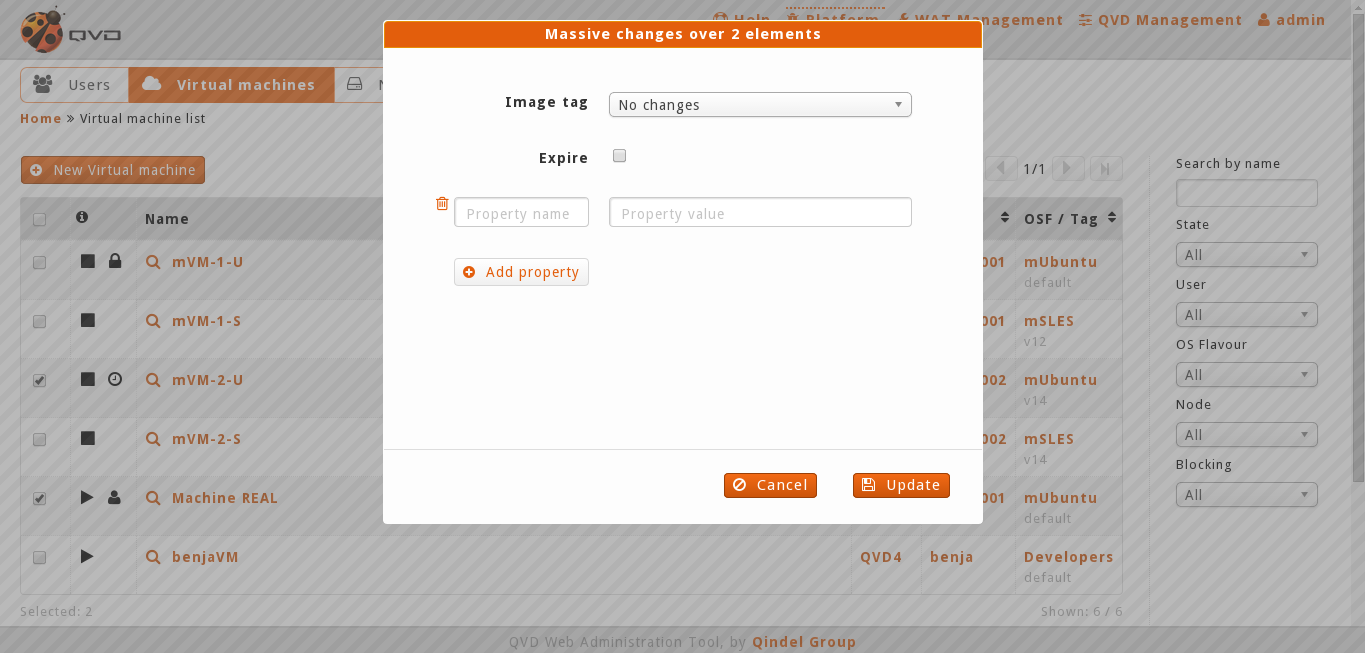 QVD
Help
Platform
WAT Management
QVD Management
admin
Users
Virtual machines
Home » Virtual machine list
New Virtual machine
1/1
Name
OSF / Tag
mVM-1-U
001
mUbuntu
default
mVM-1-S
001
mSLES
v12
mVM-2-U
002
mUbuntu
v14
mVM-2-S
002
mSLES
v14
Machine REAL
001
mUbuntu
default
benjaVM
QVD4
benja
Developers
default
Selected: 2
Shown: 6 / 6
Search by name
State
All
User
All
OS Flavour
All
Node
All
Blocking
All
Massive changes over 2 elements
Image tag
No changes
Expire
Property name
Property value
Add property
Cancel
Update
QVD Web Administration Tool, by Qindel Group